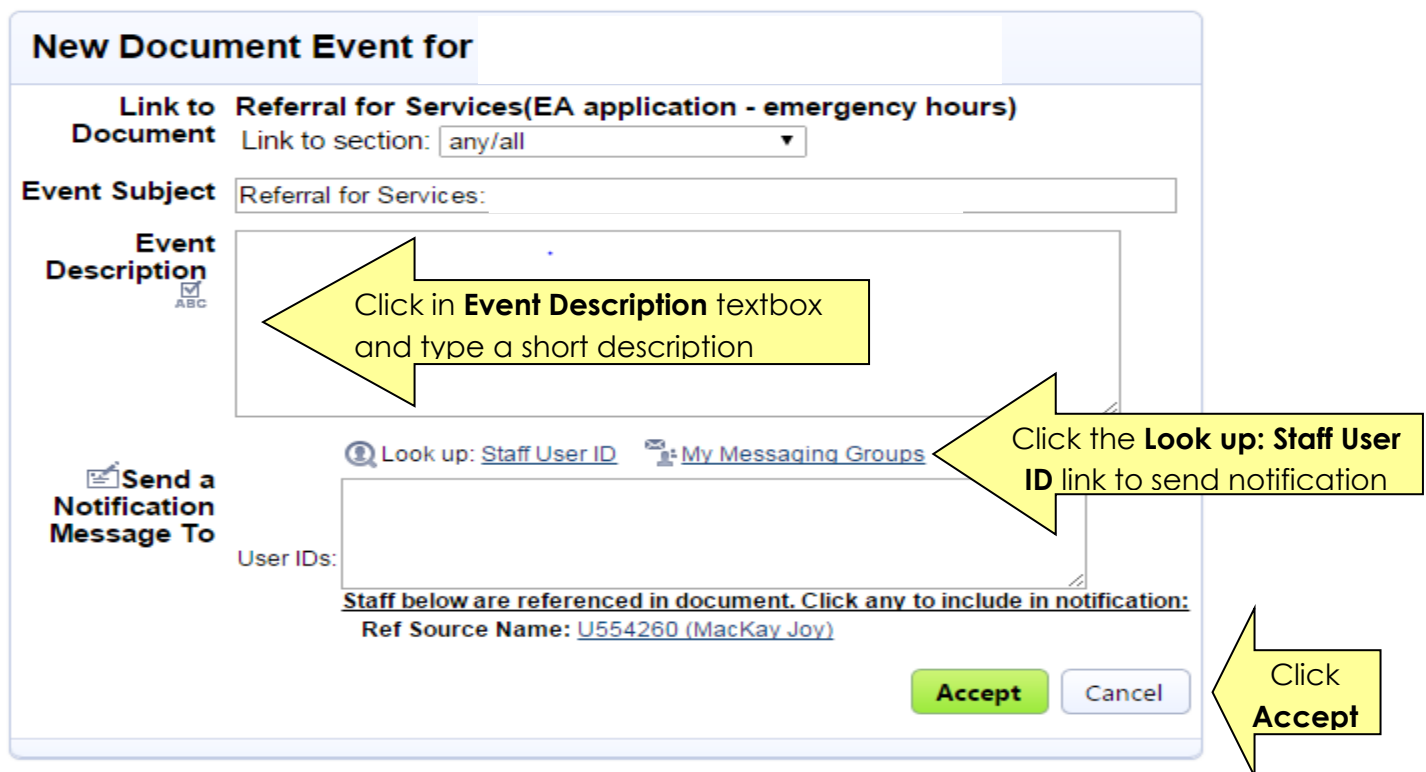 New Document Event for
Link to Document Referral for Services(EA application - emergency hours)
Link to section: any/all
Event Subject Referral for Services:
Event
Description
ABC
Click in Event Description textbox
and type a short description
Look up: Staff User ID My Messaging Groups
Click the Look up: Staff User
ID link to send notification
Send a
Notification
Message To
User IDs:
Staff below are referenced in document. Click any to include in notification:
Ref Source Name: U554260 (MacKay Joy)
Accept Cancel
Click
Accept